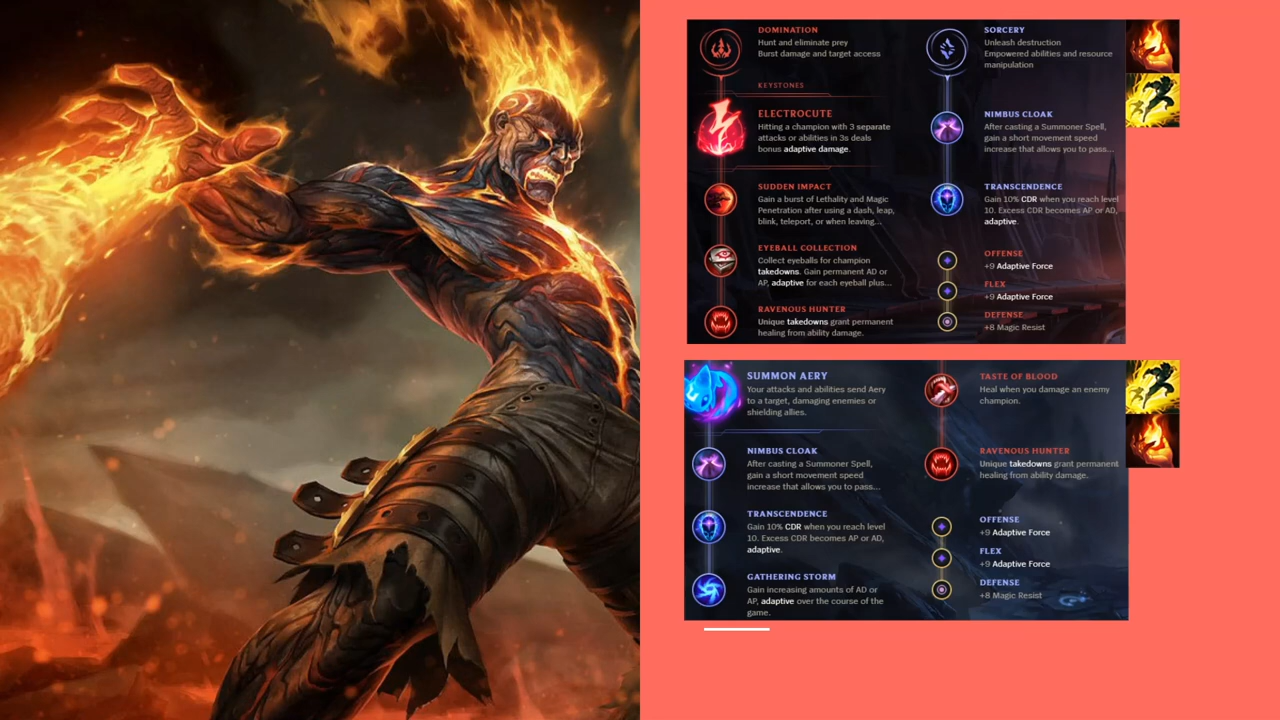 DOMINATION
Hunt and eliminate prey
Burst damage and target access
KEYSTONES
ELECTROCUTE
Hitting a champion with 3 separate
attacks or abilities in 3s deals
bonus adaptive damage.
SUDDEN IMPACT
Gain a burst of Lethality and Magic
Penetration after using a dash, leap,
blink, teleport, or when leaving...
EYEBALL COLLECTION
Collect eyeballs for champion
takedowns. Gain permanent AD or
AP, adaptive for each eyeball plus...
RAVENOUS HUNTER
Unique takedowns grant permanent
healing from ability damage.
SORCERY
Unleash destruction
Empowered abilities and resource
manipulation
NIMBUS CLOAK
After casting a Summoner Spell,
gain a short movement speed
increase that allows you to pass...
TRANSCENDENCE
Gain 10% CDR when you reach level
10. Excess CDR becomes AP or AD,
adaptive.
OFFENSE
+9 Adaptive Force
FLEX
+9 Adaptive Force
DEFENSE
+8 Magic Resist
SUMMON AERY
Your attacks and abilities send Aery
to a target, damaging enemies or
shielding allies.
NIMBUS CLOAK
After casting a Summoner Spell,
gain a short movement speed
increase that allows you to pass...
TRANSCENDENCE
Gain 10% CDR when you reach level
10. Excess CDR becomes AP or AD,
adaptive.
GATHERING STORM
Gain increasing amounts of AD or
AP, adaptive over the course of the
game.
TASTE OF BLOOD
Heal when you damage an enemy
champion.
RAVENOUS HUNTER
Unique takedowns grant permanent
healing from ability damage.
OFFENSE
+9 Adaptive Force
FLEX
+9 Adaptive Force
DEFENSE
+8 Magic Resist